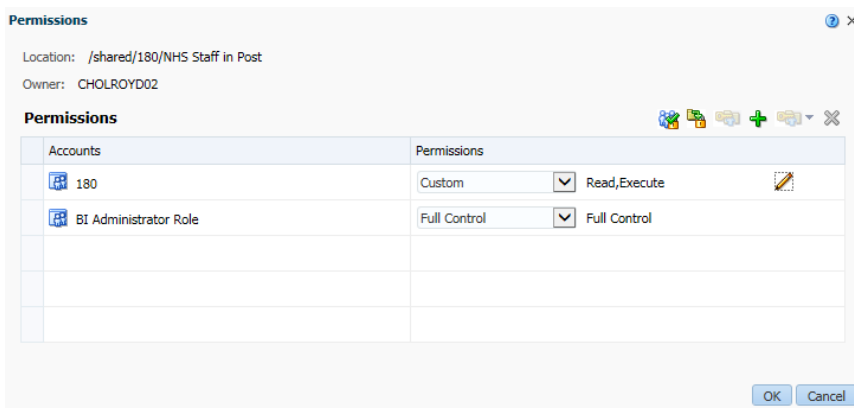 Permissions
Location: /shared/180/NHS Staff in Post
Owner: CHOLROYD02
Permissions
Accounts Permissions
180 Custom Read,Execute
BI Administrator Role Full Control Full Control
OK Cancel